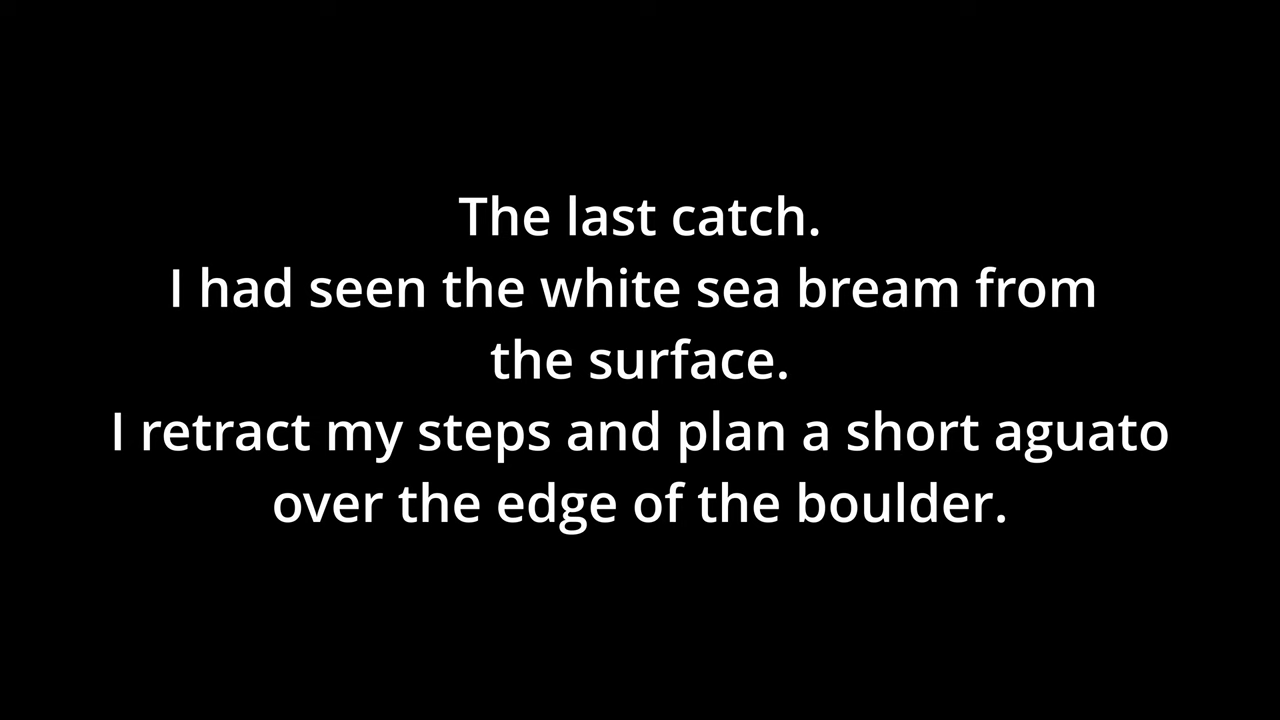 The last catch.
I had seen the white sea bream from
the surface.
I retract my steps and plan a short aguato
over the edge of the boulder.